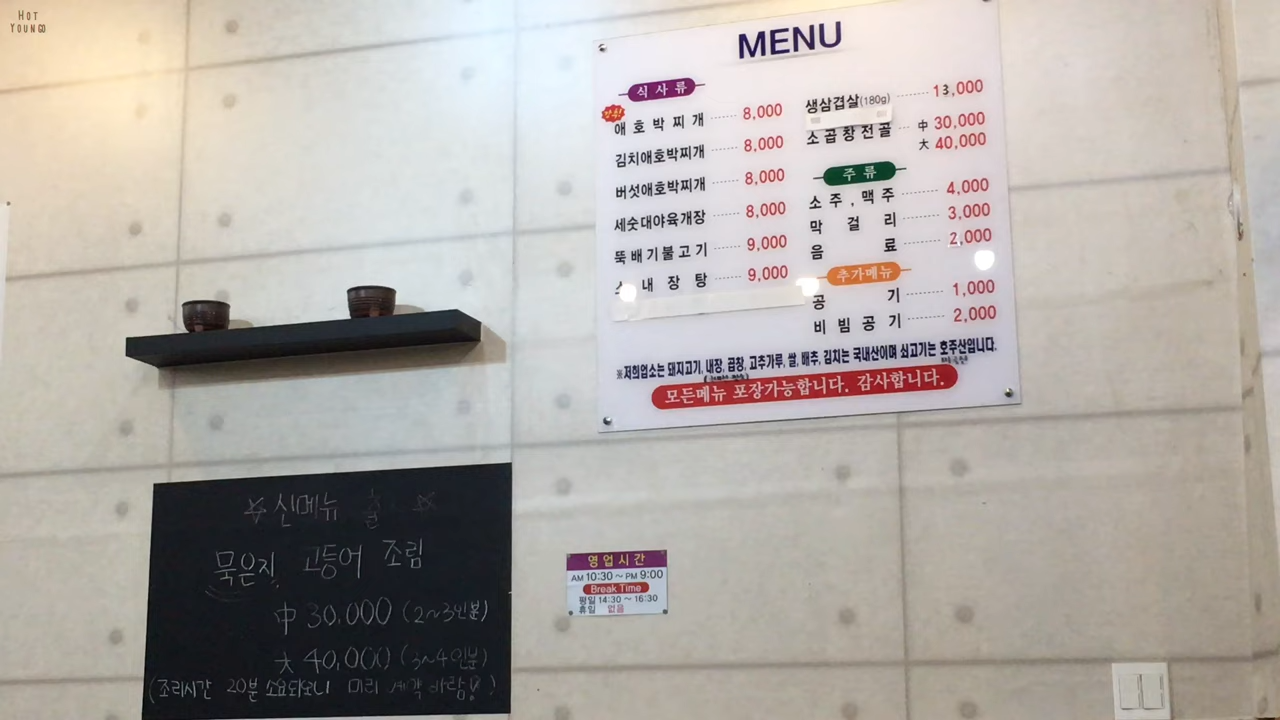 HOT
YOUNGG
MENU
식사류
애호박찌개 8,000
김치애호박찌개 8,000
버섯애호박찌개 8,000
세숫대야육개장 8,000
뚝배기불고기 9,000
내장탕 9,000
생삼겹살(180g) 13,000
소곱창전골 中 30,000
大 40,000
주류
소주,맥주 4,000
막걸리 3,000
음료 2,000
추가메뉴
공기 1,000
비빔공기 2,000
※저희업소는 돼지고기, 내장, 곱창, 고추가루, 쌀, 배추, 김치는 국내산이며 쇠고기는 호주산입니다.
모든메뉴 포장가능합니다. 감사합니다.
☆신메뉴 출 ☆
묵은지 고등어 조림
中 30,000 (2~3인분)
大 40,000 (3~4인분)
(조리시간 20분 소요되오니 미리 예약 바람)
영업시간
AM 10:30 ~ PM 9:00
Break Time
평일 14:30 ~ 16:30
휴일 없음